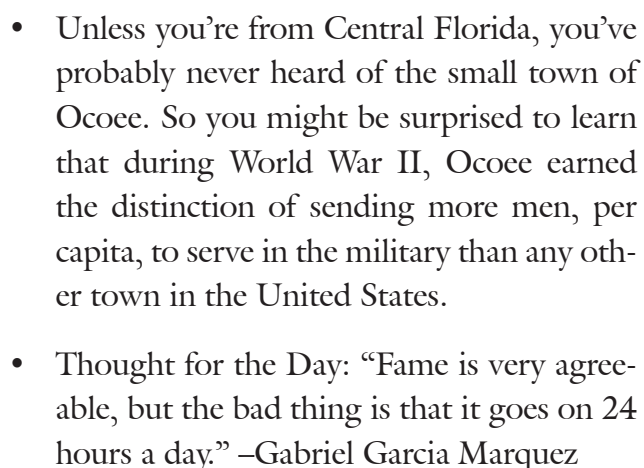 • Unless you’re from Central Florida, you’ve
probably never heard of the small town of
Ocoee. So you might be surprised to learn
that during World War II, Ocoee earned
the distinction of sending more men, per
capita, to serve in the military than any oth-
er town in the United States.
• Thought for the Day: “Fame is very agree-
able, but the bad thing is that it goes on 24
hours a day.” –Gabriel Garcia Marquez